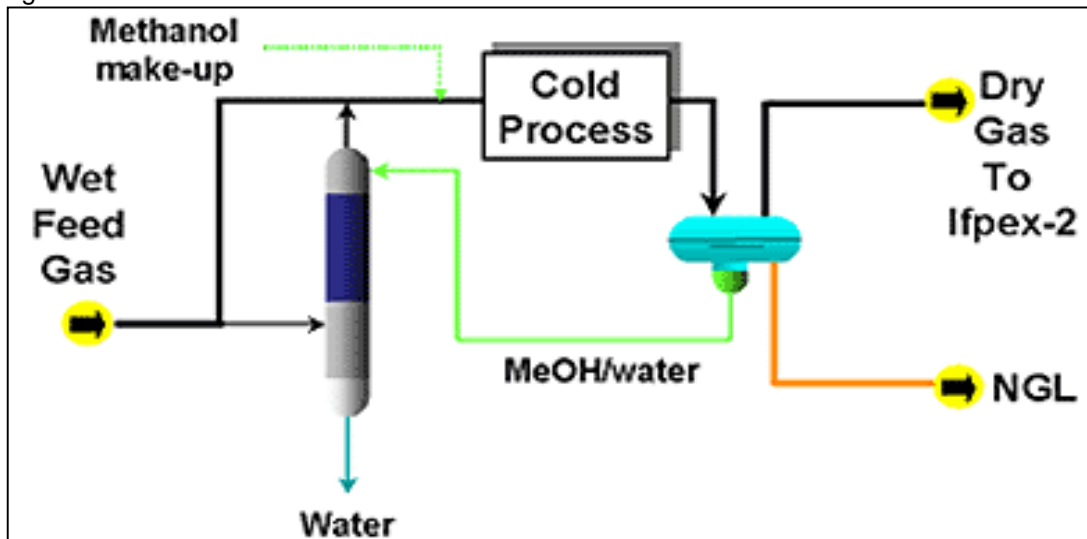 Methanol
make-up
Cold
Process
Dry
Gas
To
Ifpex-2
Wet
Feed
Gas
MeOH/water
NGL
Water